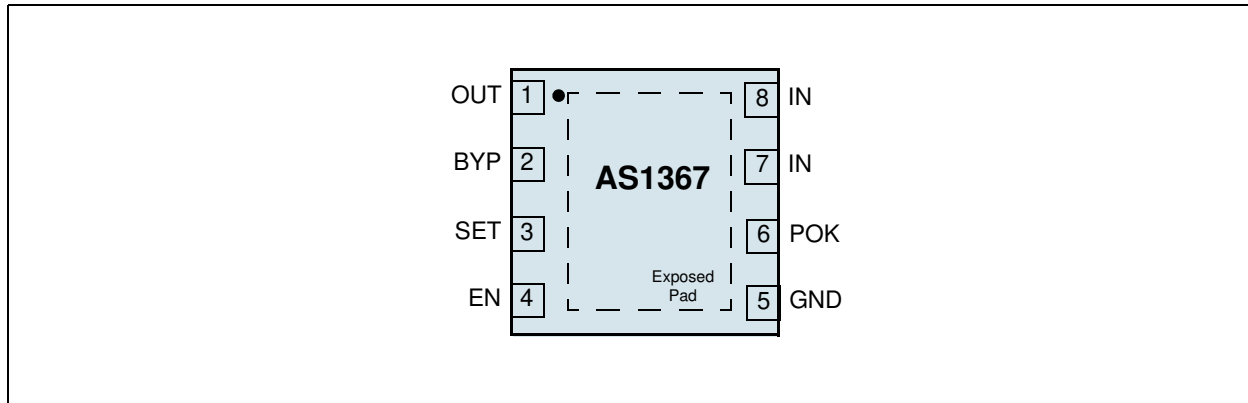 OUT 1 8 IN
BYP 2 7 IN
AS1367
SET 3 6 POK
Exposed
Pad
EN 4 5 GND